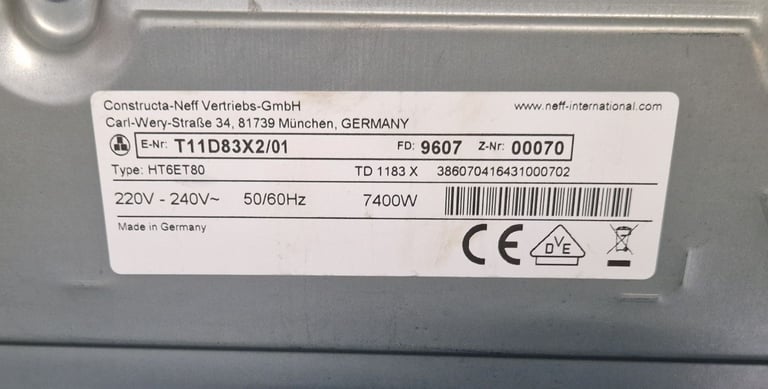 Constructa-Neff Vertriebs-GmbH www.neff-international.com
Carl-Wery-Straße 34, 81739 München, GERMANY
E-Nr: T11D83X2/01 FD: 9607 Z-Nr: 00070
Type: HT6ET80 TD 1183 X 386070416431000702
220V - 240V~ 50/60Hz 7400W
Made in Germany
CE DVE